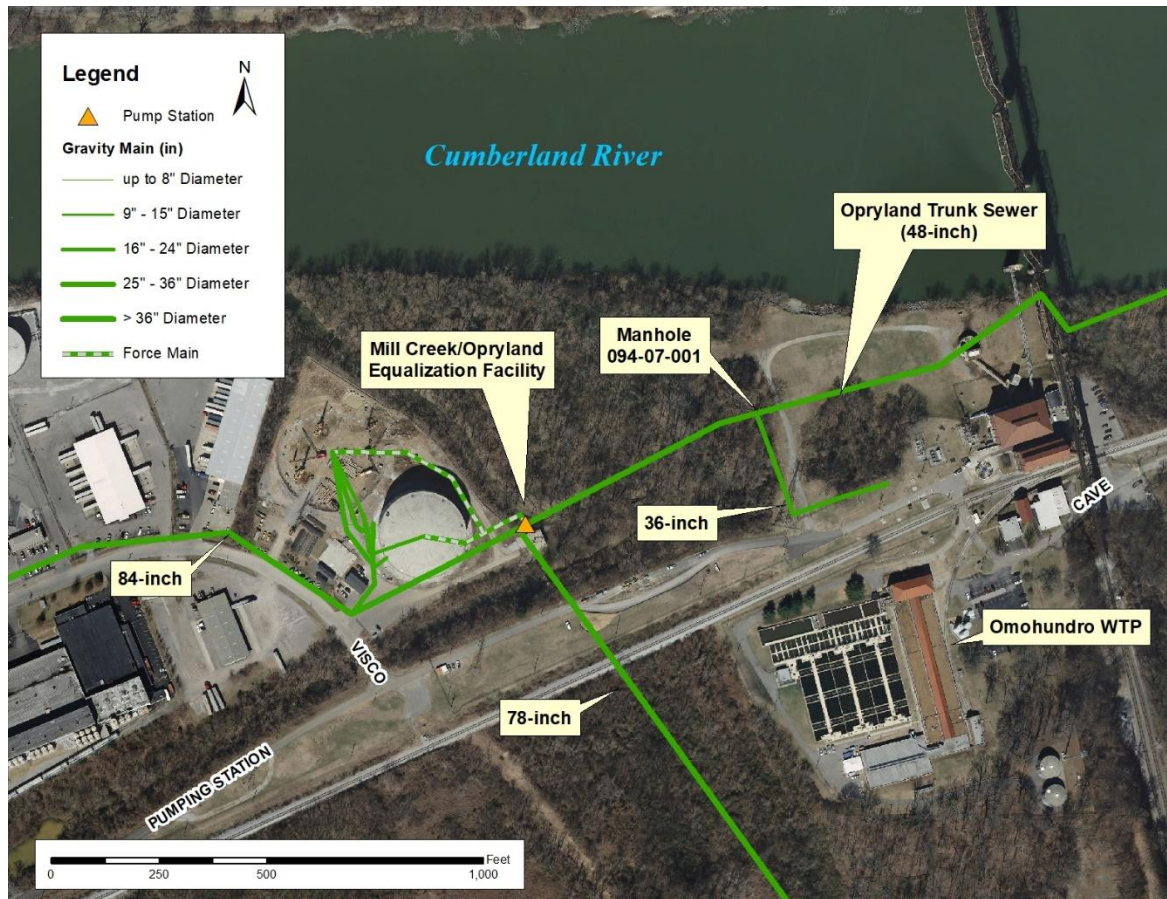 Legend
N
Pump Station
Gravity Main (in)
up to 8" Diameter
9" - 15" Diameter
16" - 24" Diameter
25" - 36" Diameter
> 36" Diameter
Force Main
Cumberland River
Opryland Trunk Sewer
(48-inch)
Manhole
094-07-001
Mill Creek/Opryland
Equalization Facility
36-inch
CAVE
84-inch
Omohundro WTP
VISCO
78-inch
PUMPING STATION
Feet
0 250 500 1,000